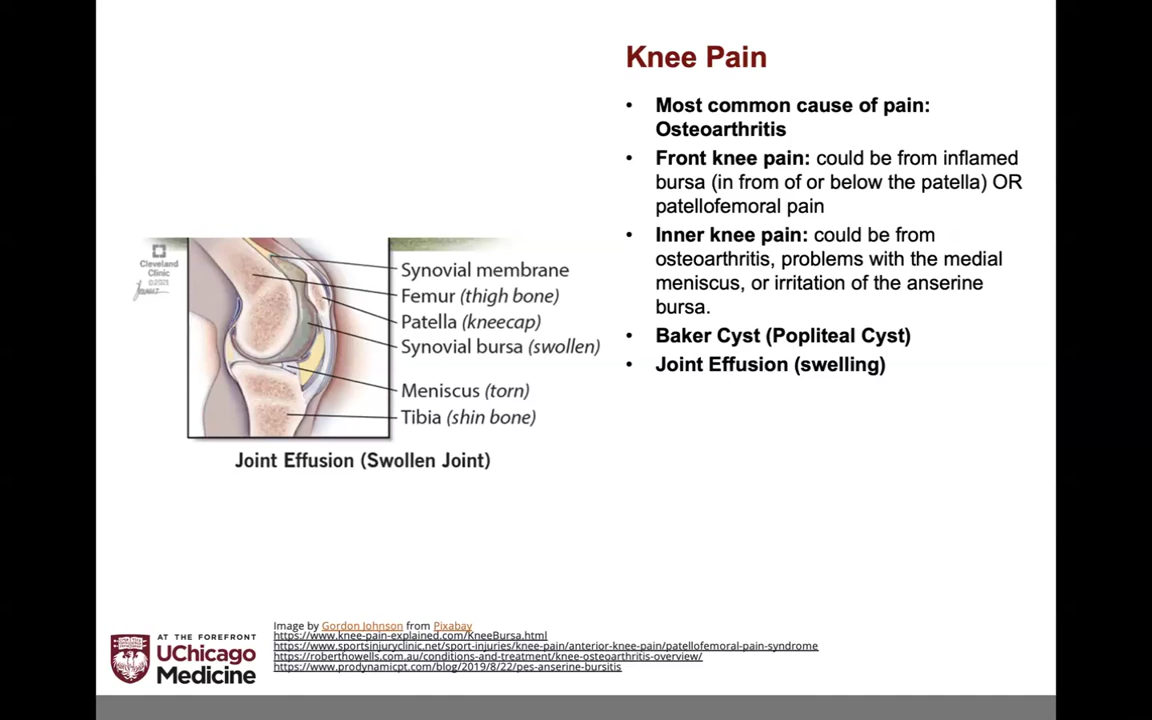 Knee Pain
• Most common cause of pain:
Osteoarthritis
• Front knee pain: could be from inflamed
bursa (in from of or below the patella) OR
patellofemoral pain
• Inner knee pain: could be from
osteoarthritis, problems with the medial
meniscus, or irritation of the anserine
bursa.
• Baker Cyst (Popliteal Cyst)
• Joint Effusion (swelling)
Cleveland
Clinic
©2021
Synovial membrane
Femur (thigh bone)
Patella (kneecap)
Synovial bursa (swollen)
Meniscus (torn)
Tibia (shin bone)
Joint Effusion (Swollen Joint)
Image by Gordon Johnson from Pixabay
https://www.knee-pain-explained.com/KneeBursa.html
https://www.sportsinjuryclinic.net/sport-injuries/knee-pain/anterior-knee-pain/patellofemoral-pain-syndrome
https://roberthowells.com.au/conditions-and-treatment/knee-osteoarthritis-overview/
https://www.prodynamicpt.com/blog/2019/8/22/pes-anserine-bursitis
AT THE FOREFRONT
UChicago
Medicine